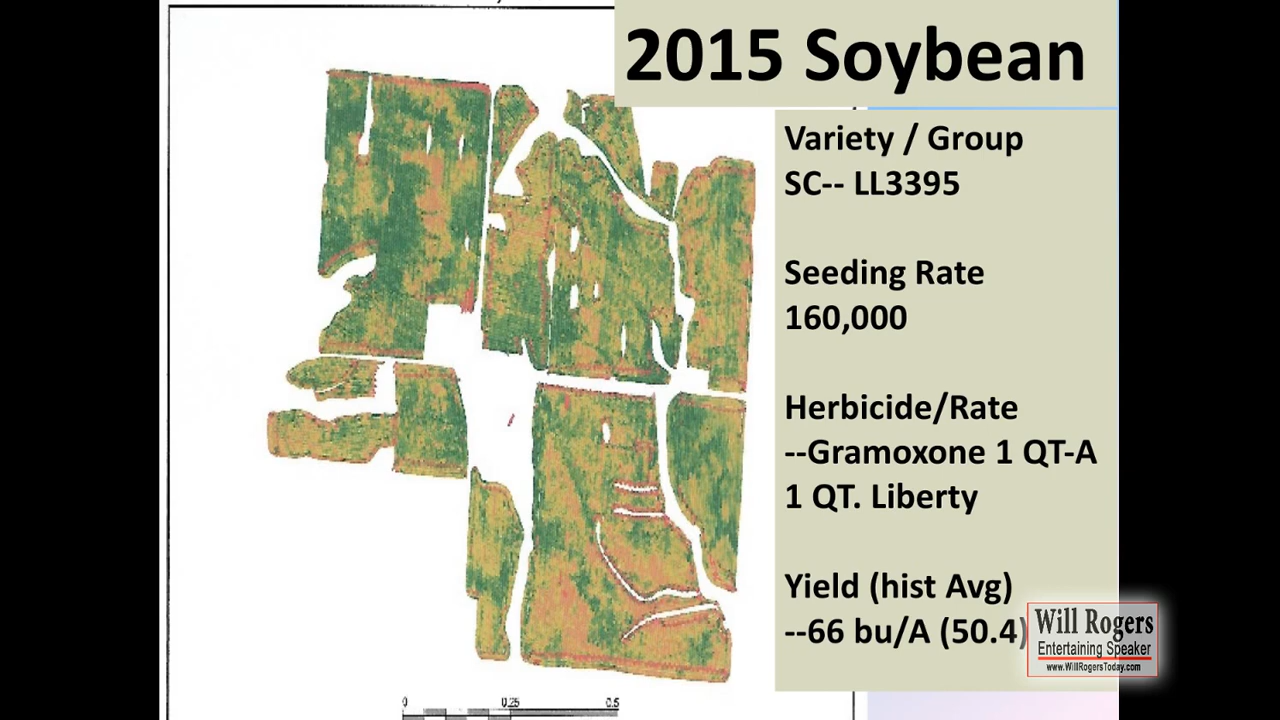 2015 Soybean
Variety / Group
SC-- LL3395
Seeding Rate
160,000
Herbicide/Rate
--Gramoxone 1 QT-A
1 QT. Liberty
Yield (hist Avg)
--66 bu/A (50.4)
Will Rogers
Entertaining Speaker
www.WillRogersToday.com
0 0.25 0.5